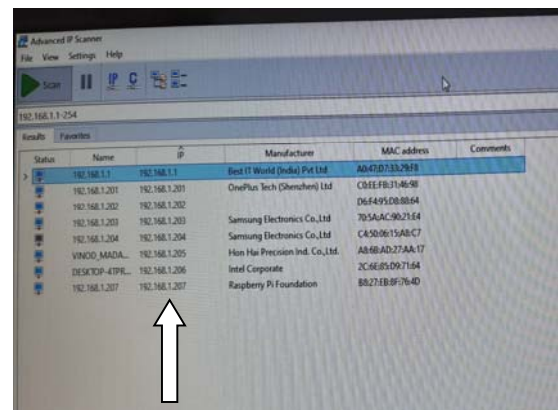 Advanced IP Scanner
File View Settings Help
Scan IP C
192.168.1.1-254
Results Favorites
Status Name IP Manufacturer MAC address Comments
192.168.1.1 192.168.1.1 Best IT World (India) Pvt Ltd A0:47:D7:33:29:F8
192.168.1.201 192.168.1.201 OnePlus Tech (Shenzhen) Ltd C0:EE:FB:31:46:98
192.168.1.202 192.168.1.202 D6:F4:95:D8:88:64
192.168.1.203 192.168.1.203 Samsung Electronics Co.,Ltd 70:5A:AC:90:21:E4
192.168.1.204 192.168.1.204 Samsung Electronics Co.,Ltd C4:50:06:15:AB:C7
VINOD_MADA... 192.168.1.205 Hon Hai Precision Ind. Co.,Ltd. A8:6B:AD:27:AA:17
DESKTOP-4TPR... 192.168.1.206 Intel Corporate 2C:6E:85:D9:71:64
192.168.1.207 192.168.1.207 Raspberry Pi Foundation B8:27:EB:8F:76:4D